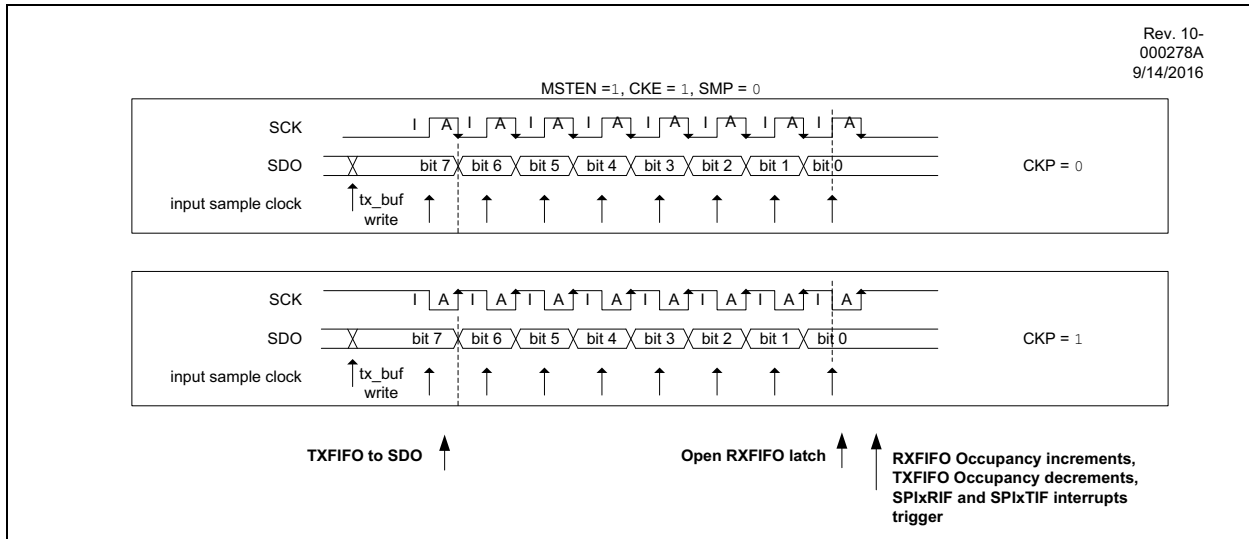 Rev. 10-
000278A
9/14/2016
MSTEN =1, CKE = 1, SMP = 0
SCK I A I A I A I A I A I A I A I A
SDO bit 7 bit 6 bit 5 bit 4 bit 3 bit 2 bit 1 bit 0 CKP = 0
input sample clock tx_buf
write
SCK I A I A I A I A I A I A I A I A
SDO bit 7 bit 6 bit 5 bit 4 bit 3 bit 2 bit 1 bit 0 CKP = 1
input sample clock tx_buf
write
TXFIFO to SDO Open RXFIFO latch RXFIFO Occupancy increments,
TXFIFO Occupancy decrements,
SPIxRIF and SPIxTIF interrupts
trigger